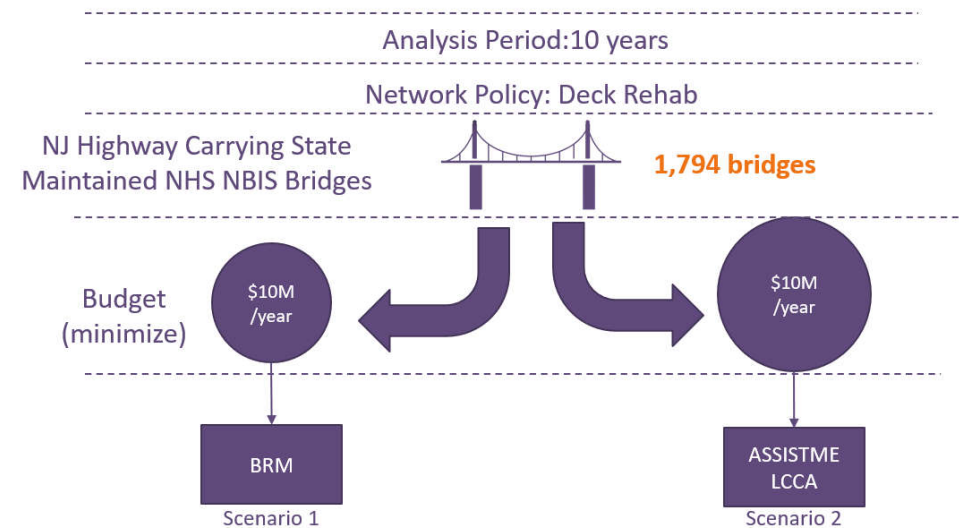 Analysis Period:10 years
Network Policy: Deck Rehab
NJ Highway Carrying State
Maintained NHS NBIS Bridges
1,794 bridges
Budget
(minimize)
$10M
/year
$10M
/year
BRM
Scenario 1
ASSISTME
LCCA
Scenario 2